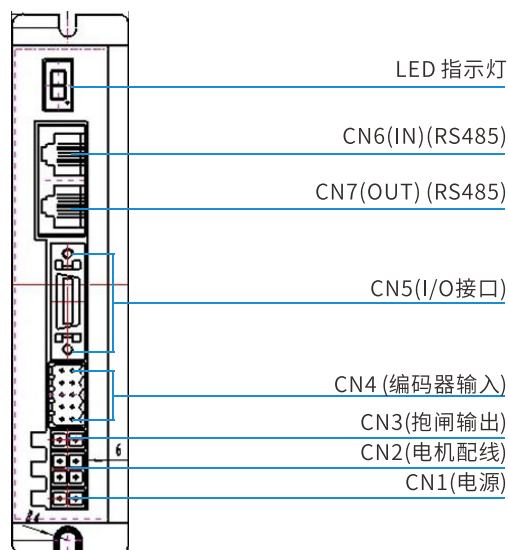 LED 指示灯
CN6(IN)(RS485)
CN7(OUT) (RS485)
CN5(I/O接口)
CN4 (编码器输入)
CN3(抱闸输出)
6
CN2(电机配线)
CN1(电源)